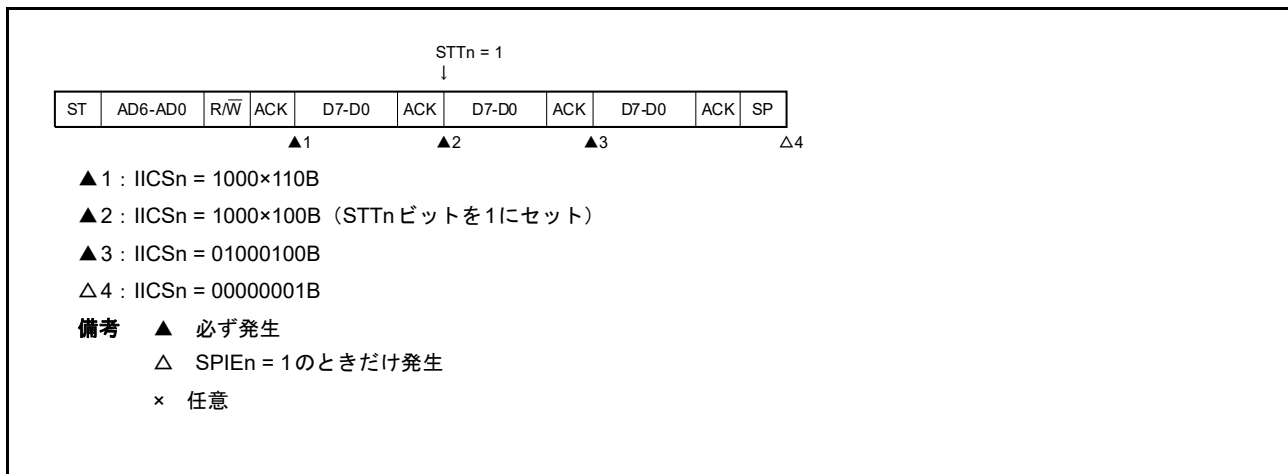 STTn = 1
↓
ST AD6-AD0 R/W̅ ACK D7-D0 ACK D7-D0 ACK D7-D0 ACK SP
▲1 ▲2 ▲3 △4
▲1：IICSn = 1000×110B
▲2：IICSn = 1000×100B（STTnビットを1にセット）
▲3：IICSn = 01000100B
△4：IICSn = 00000001B
備考 ▲ 必ず発生
△ SPIEn = 1のときだけ発生
× 任意